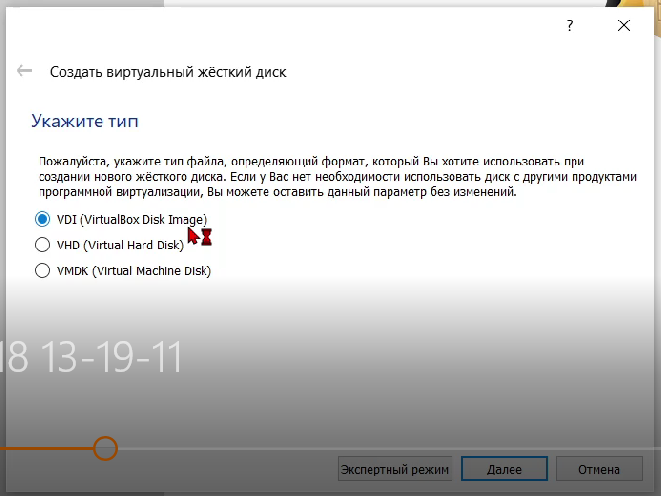 ?
Создать виртуальный жёсткий диск
Укажите тип
Пожалуйста, укажите тип файла, определяющий формат, который Вы хотите использовать при
создании нового жёсткого диска. Если у Вас нет необходимости использовать диск с другими продуктами
программной виртуализации, Вы можете оставить данный параметр без изменений.
VDI (VirtualBox Disk Image)
VHD (Virtual Hard Disk)
VMDK (Virtual Machine Disk)
18 13-19-11
Экспертный режим Далее Отмена